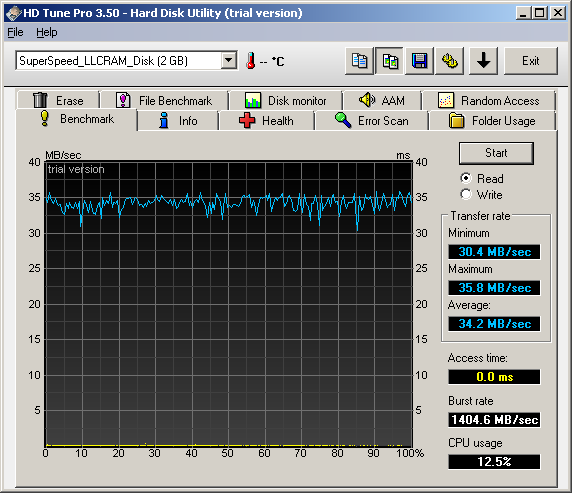 HD Tune Pro 3.50 - Hard Disk Utility (trial version)
File Help
SuperSpeed_LLCRAM_Disk (2 GB)
-- °C
Exit
Erase File Benchmark Disk monitor AAM Random Access
Benchmark Info Health Error Scan Folder Usage
MB/sec ms
trial version
40 40
35 35
30 30
25 25
20 20
15 15
10 10
5 5
0 10 20 30 40 50 60 70 80 90 100%
Start
Read
Write
Transfer rate
Minimum
30.4 MB/sec
Maximum
35.8 MB/sec
Average:
34.2 MB/sec
Access time:
0.0 ms
Burst rate
1404.6 MB/sec
CPU usage
12.5%